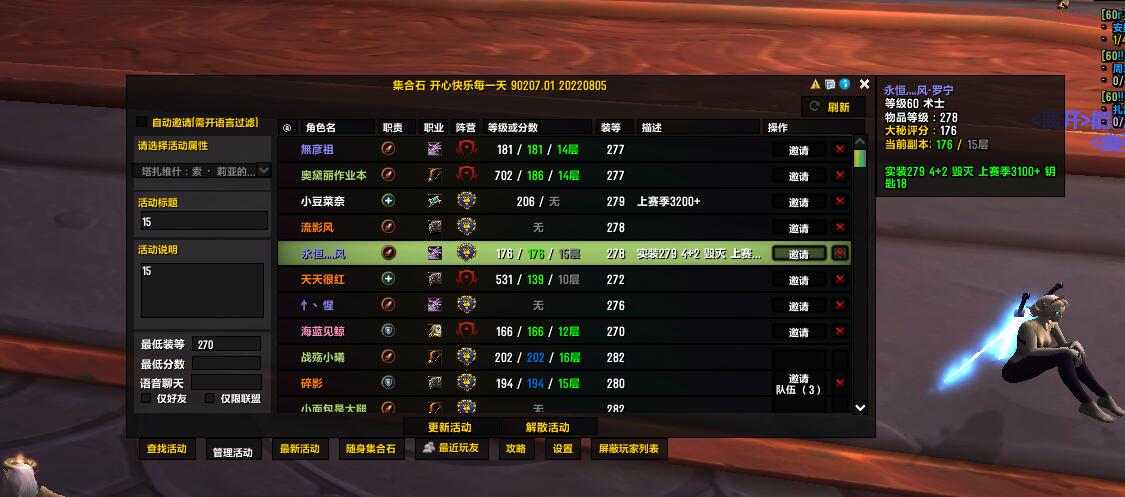 集合石 开心快乐每一天 90207.01 20220805
刷新
自动邀请(需开语言过滤)
请选择活动属性
塔扎维什：索·莉亚的...
活动标题
15
活动说明
15
最低装等 270
最低分数
语音聊天
仅好友 仅限联盟
角色名 职责 职业 阵营 等级或分数 装等 描述 操作
無彦祖 181 / 181 / 14层 277 邀请
奥黛丽作业本 702 / 186 / 14层 277 邀请
小豆菜奈 206 / 无 279 上赛季3200+ 邀请
流影风 无 278 邀请
永恒灬风 176 / 176 / 15层 278 实装279 4+2 毁灭 上赛... 邀请
天天很红 531 / 139 / 10层 272 邀请
忄丶惺 无 276 邀请
海蓝见鲸 166 / 166 / 12层 270 邀请
战殇小曦 202 / 202 / 16层 282
碎影 194 / 194 / 15层 280
邀请
队伍（3）
小面包是大腿 无 282
更新活动 解散活动
查找活动 管理活动 最新活动 随身集合石 最近玩友 攻略 设置 屏蔽玩家列表
永恒灬风-罗宁
等级60 术士
物品等级：278
大秘评分：176
当前副本: 176 / 15层
实装279 4+2 毁灭 上赛季3100+ 钥
匙18